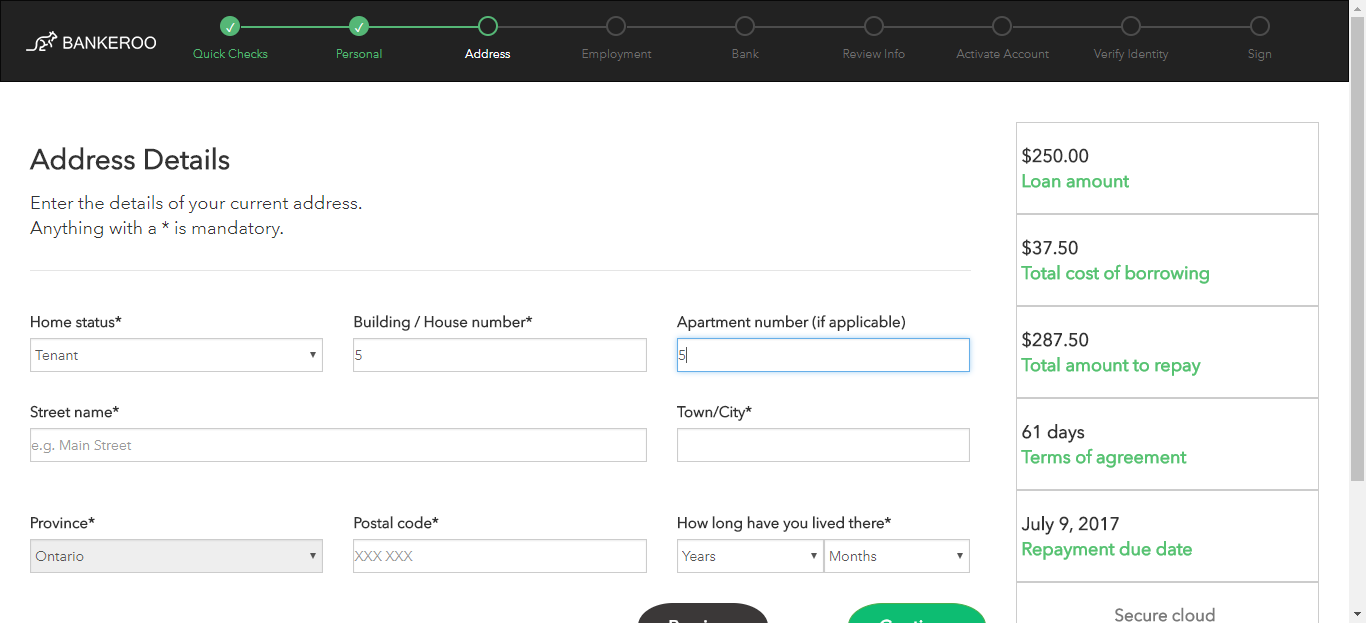 BANKEROO
Quick Checks
Personal
Address
Employment
Bank
Review Info
Activate Account
Verify Identity
Sign
Address Details
Enter the details of your current address.
Anything with a * is mandatory.
Home status*
Building / House number*
Apartment number (if applicable)
Tenant
5
5
Street name*
Town/City*
e.g. Main Street
Province*
Postal code*
How long have you lived there*
Ontario
XXX XXX
Years
Months
$250.00
Loan amount
$37.50
Total cost of borrowing
$287.50
Total amount to repay
61 days
Terms of agreement
July 9, 2017
Repayment due date
Secure cloud